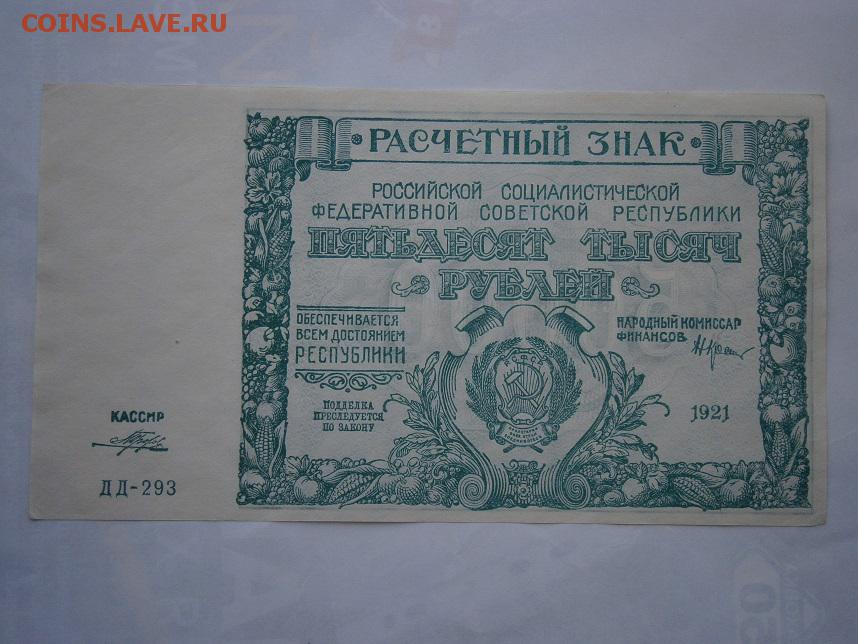 COINS.LAVE.RU
РАСЧЕТНЫЙ ЗНАК
РОССИЙСКОЙ СОЦИАЛИСТИЧЕСКОЙ
ФЕДЕРАТИВНОЙ СОВЕТСКОЙ РЕСПУБЛИКИ
ПЯТЬДЕСЯТ ТЫСЯЧ
РУБЛЕЙ
ОБЕСПЕЧИВАЕТСЯ
ВСЕМ ДОСТОЯНИЕМ
РЕСПУБЛИКИ
НАРОДНЫЙ КОМИССАР
ФИНАНСОВ
ПОДДЕЛКА
ПРЕСЛЕДУЕТСЯ
ПО ЗАКОНУ
1921
КАССИР
ДД-293